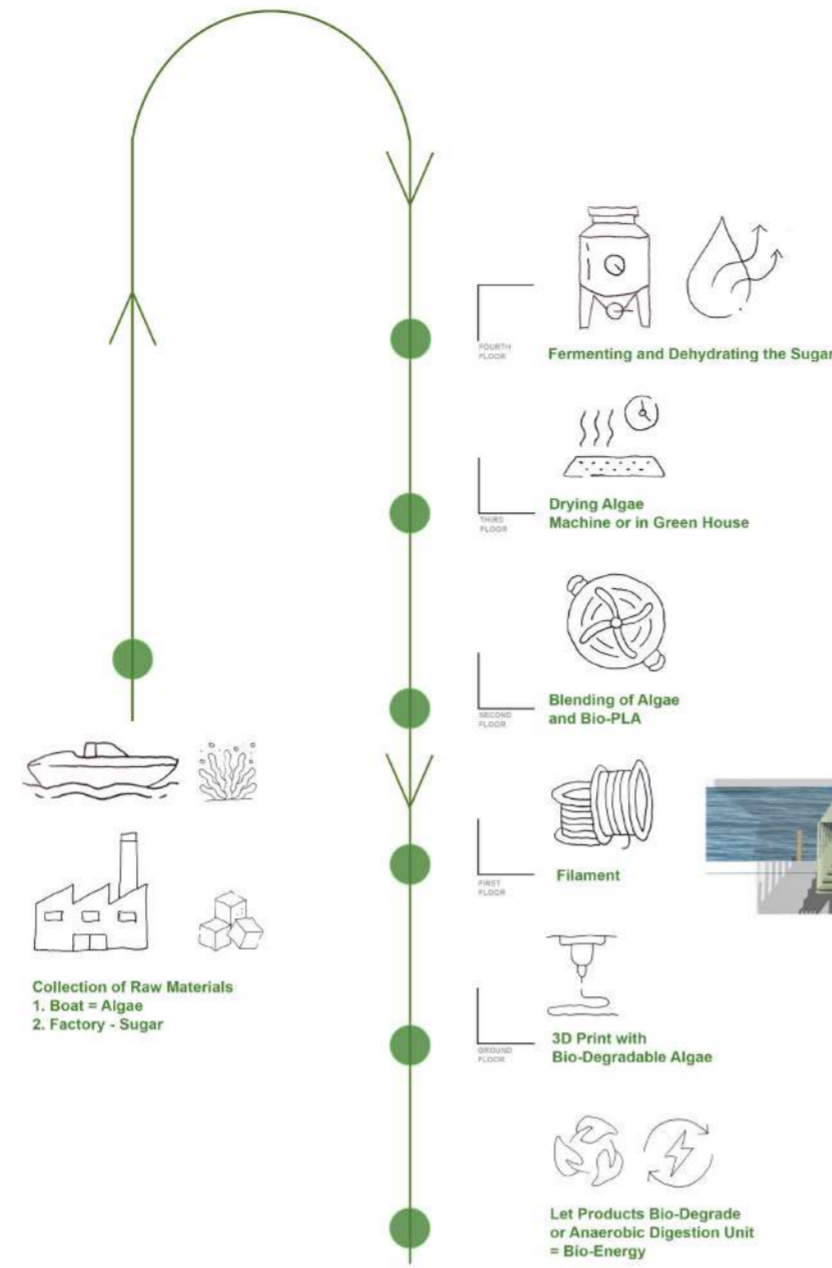 FOURTH
FLOOR
Fermenting and Dehydrating the Sugar
THIRD
FLOOR
Drying Algae
Machine or in Green House
SECOND
FLOOR
Blending of Algae
and Bio-PLA
FIRST
FLOOR
Filament
Collection of Raw Materials
1. Boat = Algae
2. Factory - Sugar
GROUND
FLOOR
3D Print with
Bio-Degradable Algae
Let Products Bio-Degrade
or Anaerobic Digestion Unit
= Bio-Energy